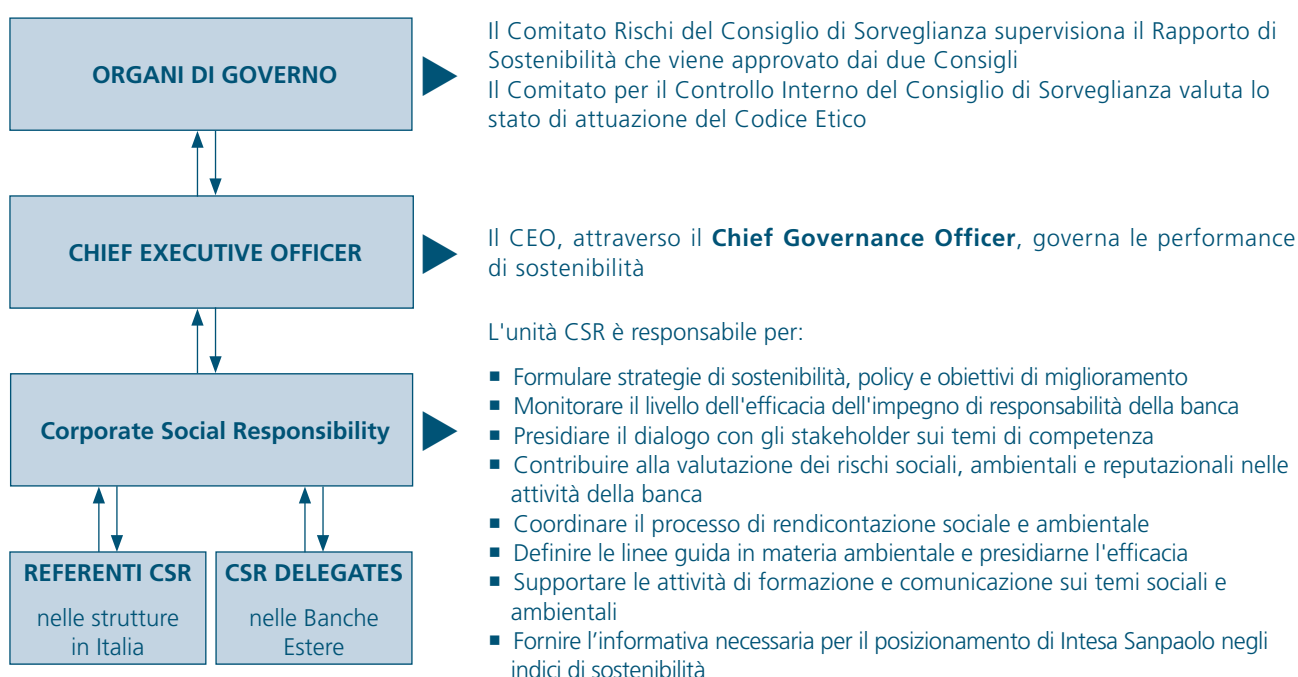 ORGANI DI GOVERNO
Il Comitato Rischi del Consiglio di Sorveglianza supervisiona il Rapporto di
Sostenibilità che viene approvato dai due Consigli
Il Comitato per il Controllo Interno del Consiglio di Sorveglianza valuta lo
stato di attuazione del Codice Etico
CHIEF EXECUTIVE OFFICER
Il CEO, attraverso il Chief Governance Officer, governa le performance
di sostenibilità
Corporate Social Responsibility
L'unità CSR è responsabile per:
▪ Formulare strategie di sostenibilità, policy e obiettivi di miglioramento
▪ Monitorare il livello dell'efficacia dell'impegno di responsabilità della banca
▪ Presidiare il dialogo con gli stakeholder sui temi di competenza
▪ Contribuire alla valutazione dei rischi sociali, ambientali e reputazionali nelle
attività della banca
▪ Coordinare il processo di rendicontazione sociale e ambientale
▪ Definire le linee guida in materia ambientale e presidiarne l'efficacia
▪ Supportare le attività di formazione e comunicazione sui temi sociali e
ambientali
▪ Fornire l’informativa necessaria per il posizionamento di Intesa Sanpaolo negli
indici di sostenibilità
REFERENTI CSR
nelle strutture
in Italia
CSR DELEGATES
nelle Banche
Estere